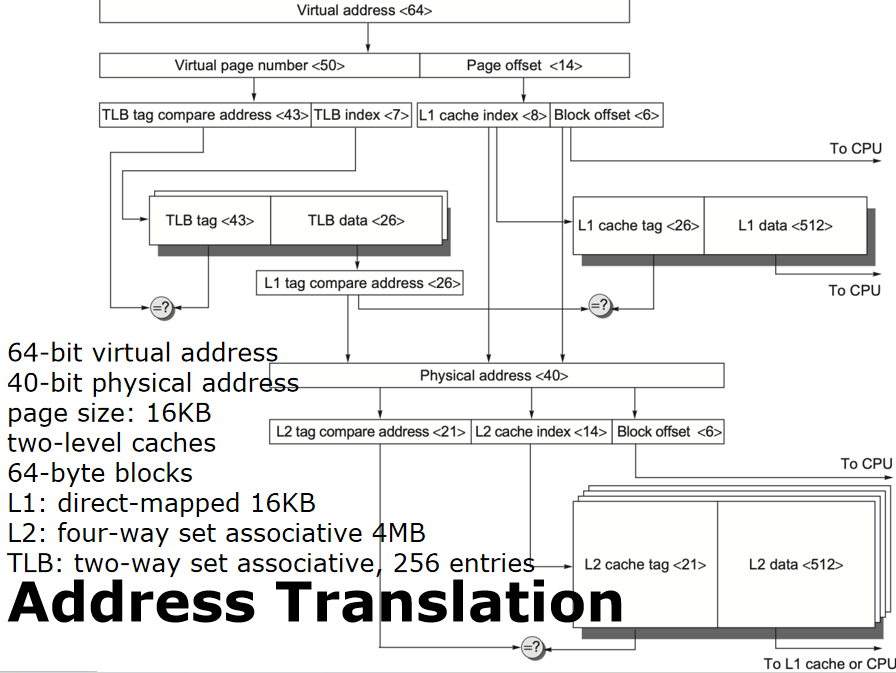 Virtual address <64>
Virtual page number <50>
Page offset <14>
TLB tag compare address <43>
TLB index <7>
L1 cache index <8>
Block offset <6>
To CPU
TLB tag <43>
TLB data <26>
L1 cache tag <26>
L1 data <512>
L1 tag compare address <26>
To CPU
=?
=?
64-bit virtual address
40-bit physical address
page size: 16KB
two-level caches
64-byte blocks
L1: direct-mapped 16KB
L2: four-way set associative 4MB
TLB: two-way set associative, 256 entries
Address Translation
Physical address <40>
L2 tag compare address <21>
L2 cache index <14>
Block offset <6>
To CPU
L2 cache tag <21>
L2 data <512>
=?
To L1 cache or CPU